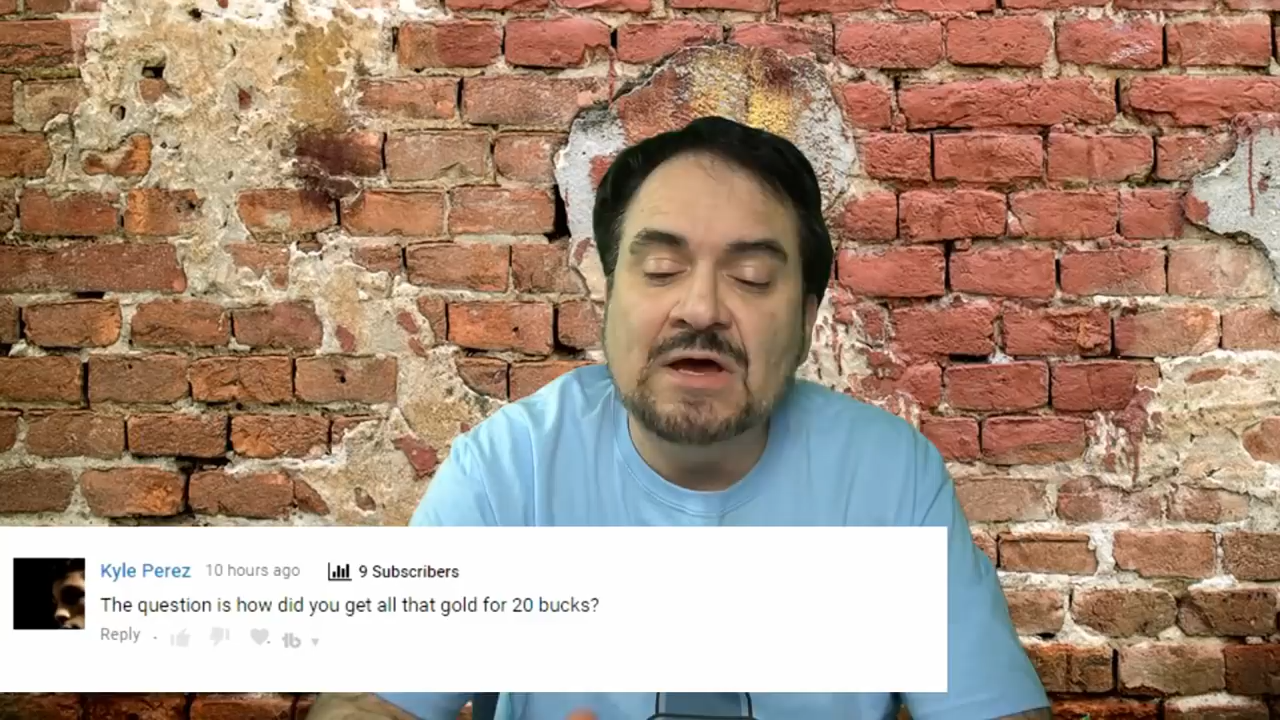 Kyle Perez 10 hours ago 9 Subscribers
The question is how did you get all that gold for 20 bucks?
Reply